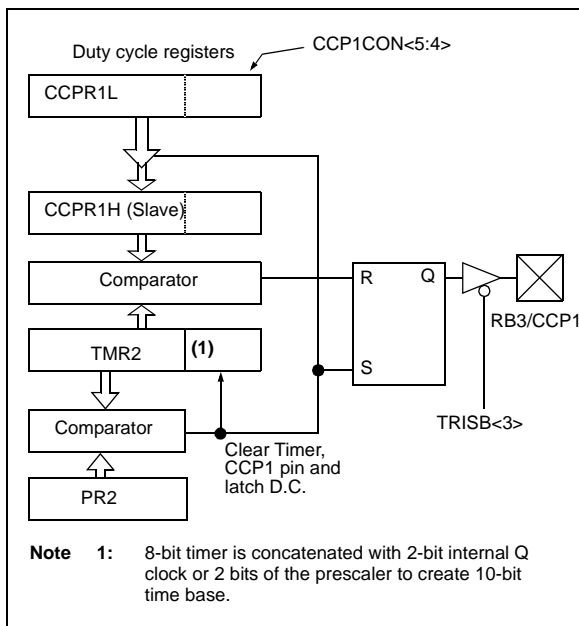 Duty cycle registers
CCP1CON<5:4>
CCPR1L
CCPR1H (Slave)
Comparator
R
Q
RB3/CCP1
TMR2
(1)
S
Comparator
TRISB<3>
Clear Timer,
CCP1 pin and
latch D.C.
PR2
Note 1: 8-bit timer is concatenated with 2-bit internal Q
clock or 2 bits of the prescaler to create 10-bit
time base.